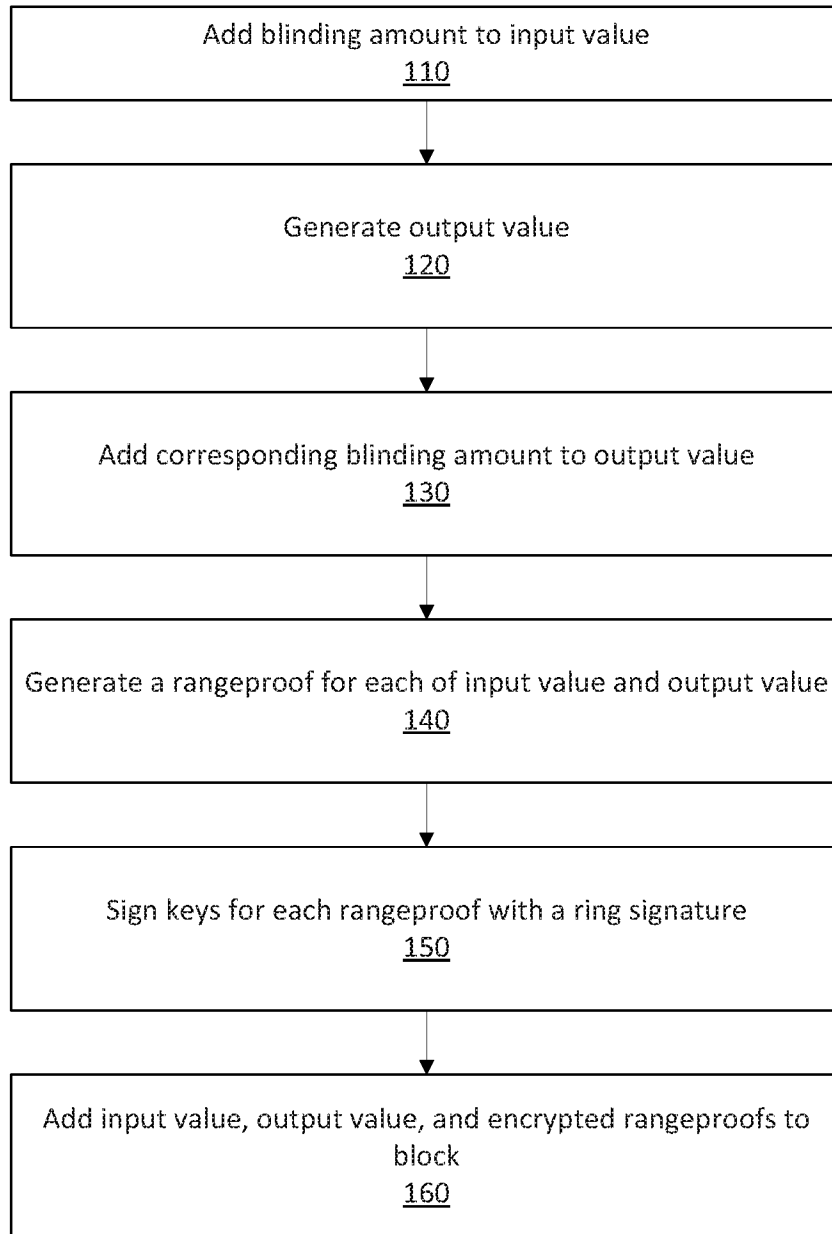 Add blinding amount to input value
110
Generate output value
120
Add corresponding blinding amount to output value
130
Generate a rangeproof for each of input value and output value
140
Sign keys for each rangeproof with a ring signature
150
Add input value, output value, and encrypted rangeproofs to
block
160